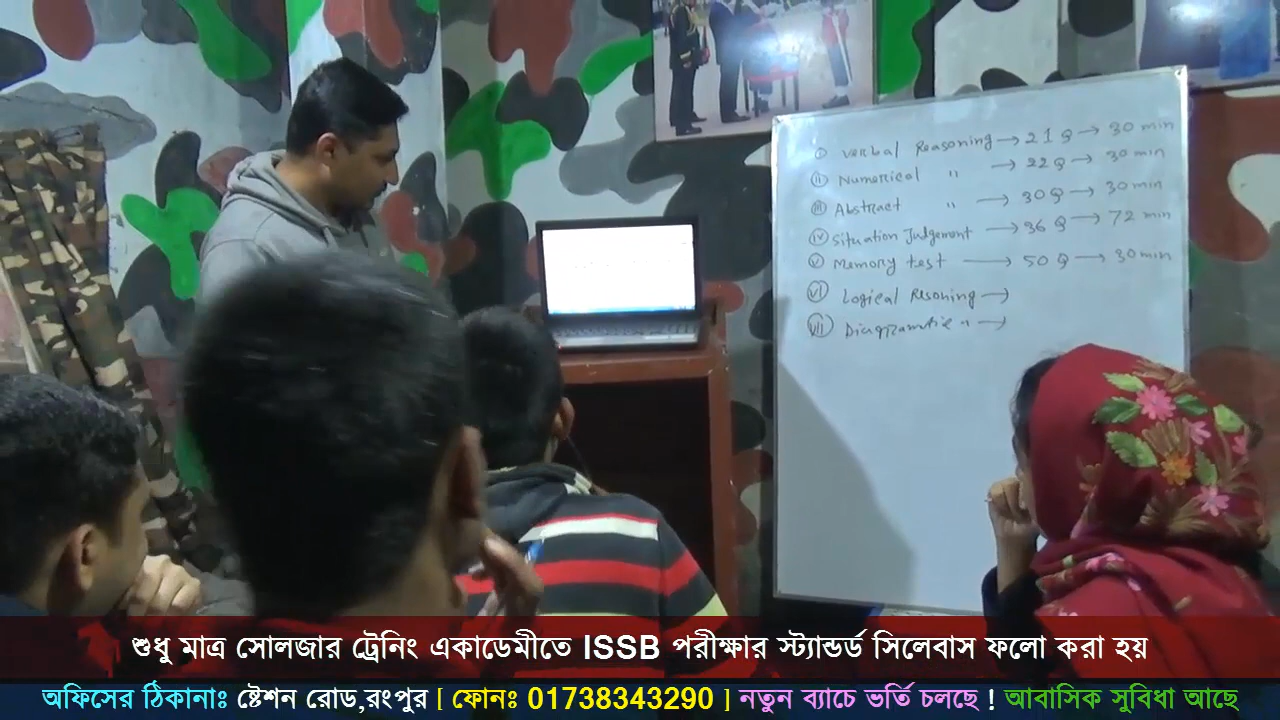 i) Verbal Reasoning → 21 Q → 30 min
ii) Numerical " → 22 Q → 30 min
iii) Abstract " → 30 Q → 30 min
iv) Situation Judgement → 36 Q → 72 min
v) Memory test → 50 Q → 30 min
vi) Logical Resoning →
vii) Diagrammatic " →
শুধু মাত্র সোলজার ট্রেনিং একাডেমীতে ISSB পরীক্ষার স্ট্যান্ডর্ড সিলেবাস ফলো করা হয়
অফিসের ঠিকানাঃ ষ্টেশন রোড,রংপুর [ ফোনঃ 01738343290 ] নতুন ব্যাচে ভর্তি চলছে ! আবাসিক সুবিধা আছে